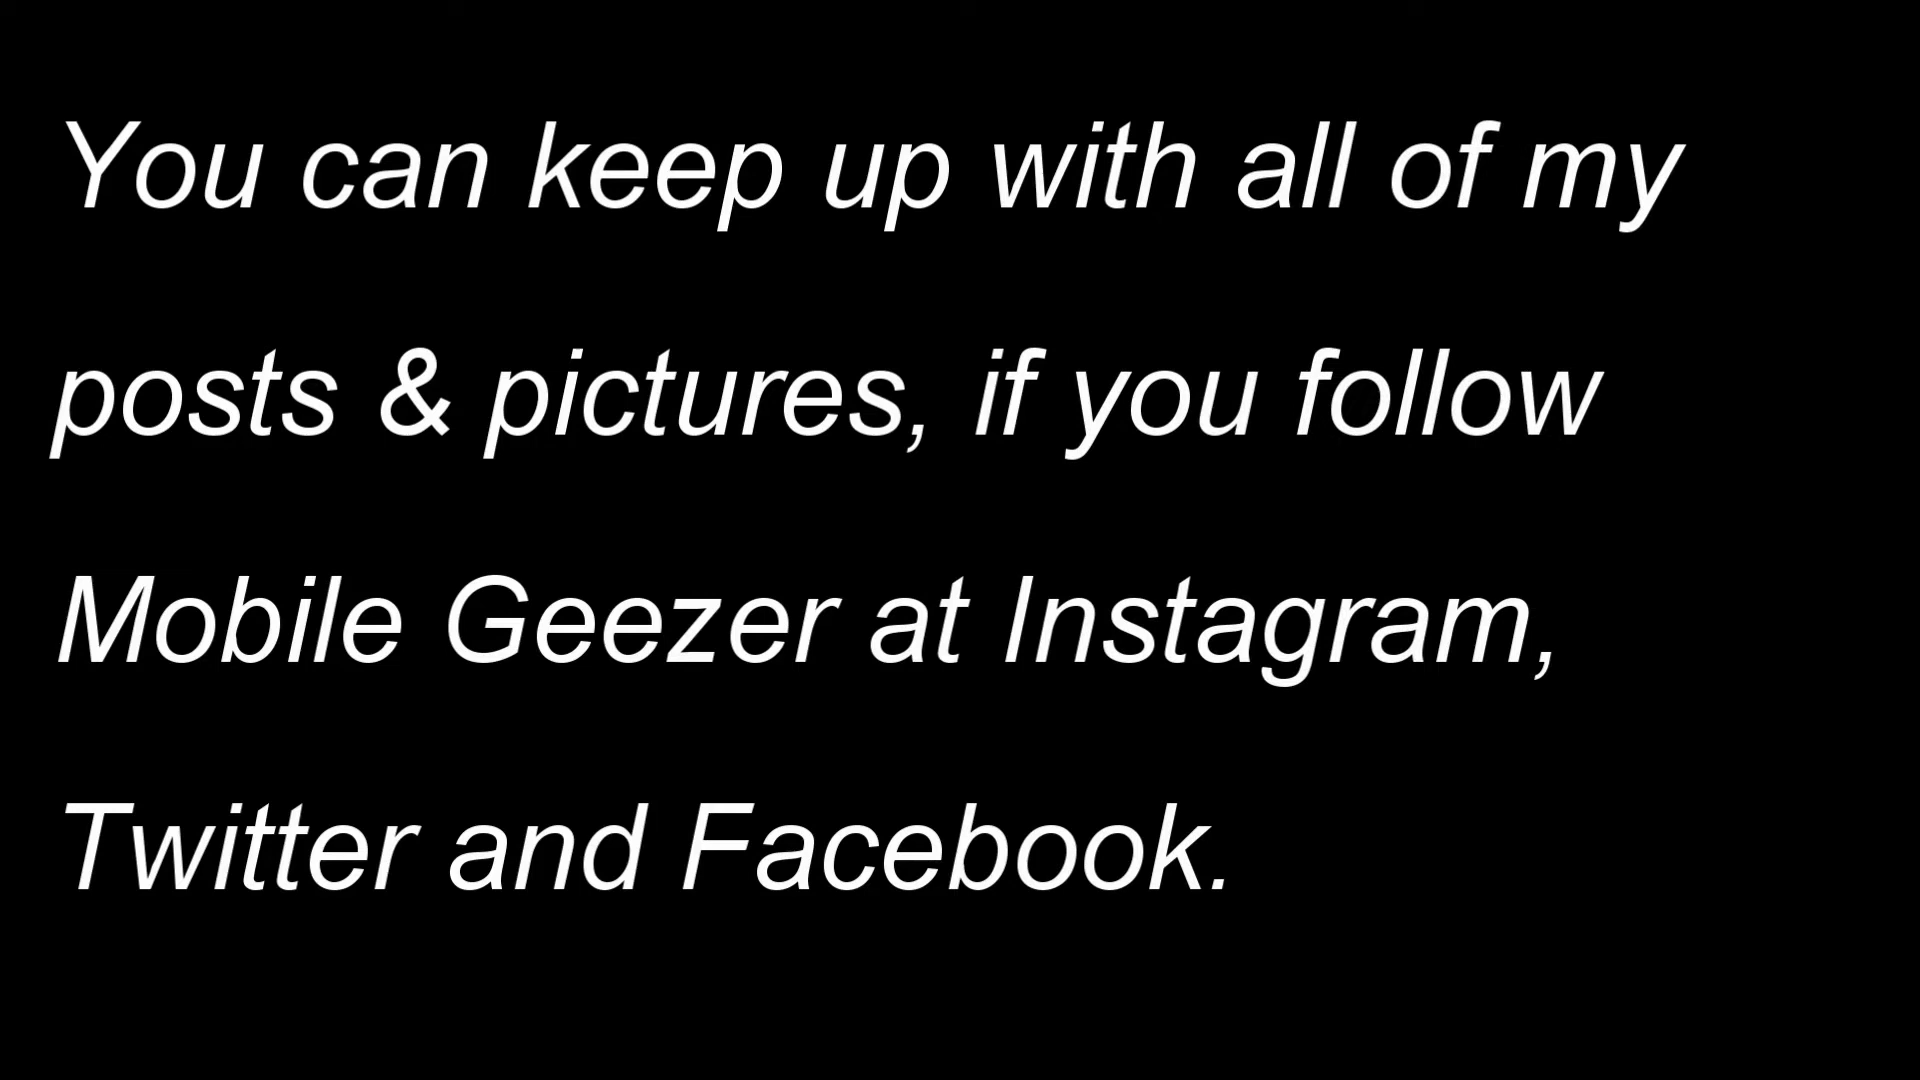 You can keep up with all of my
posts & pictures, if you follow
Mobile Geezer at Instagram,
Twitter and Facebook.